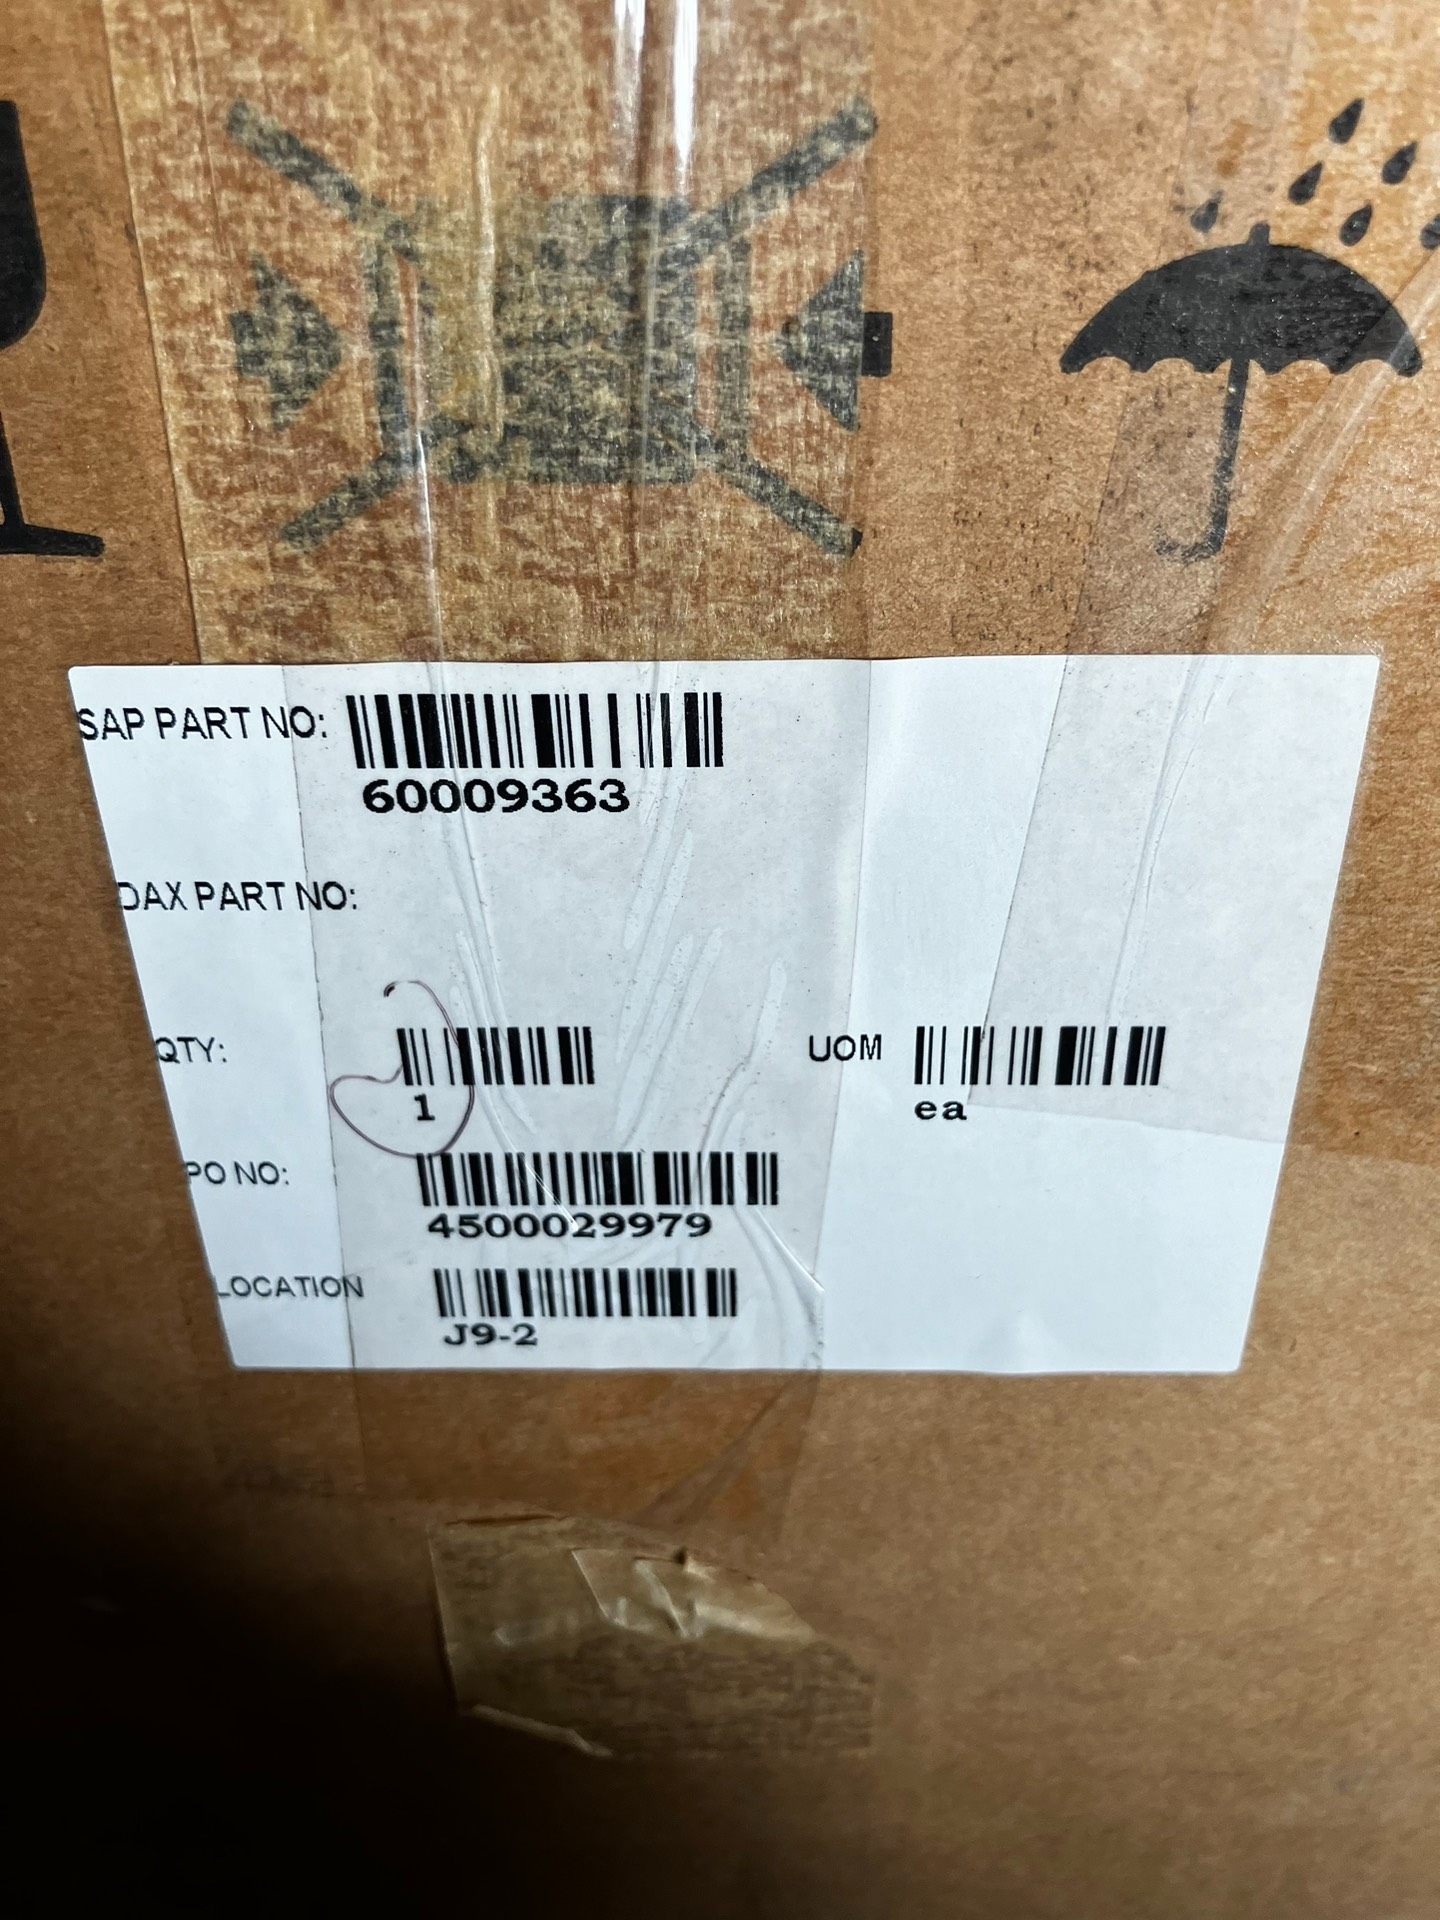 SAP PART NO:
60009363
DAX PART NO:
QTY:
1
UOM
ea
PO NO:
4500029979
LOCATION
J9-2